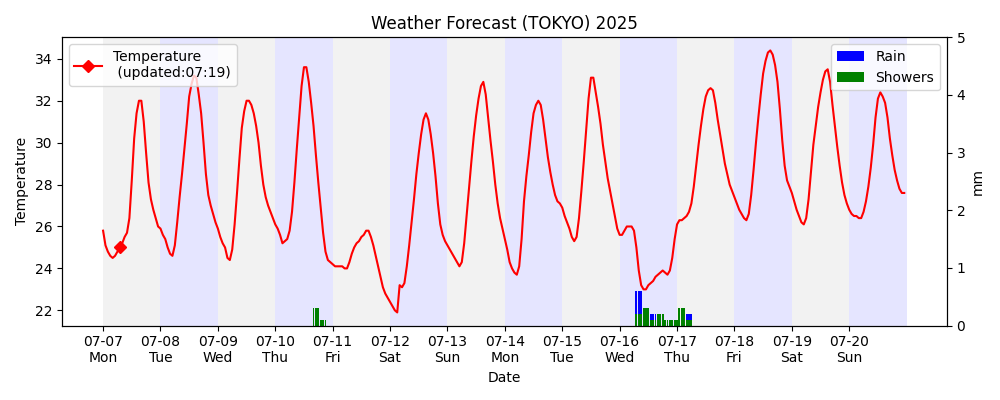 Weather Forecast (TOKYO) 2025
Temperature
(updated:07:19)
Rain
Showers
Temperature
34
32
30
28
26
24
22
5
4
3
2
1
0
mm
07-07 07-08 07-09 07-10 07-11 07-12 07-13 07-14 07-15 07-16 07-17 07-18 07-19 07-20
Mon Tue Wed Thu Fri Sat Sun Mon Tue Wed Thu Fri Sat Sun
Date